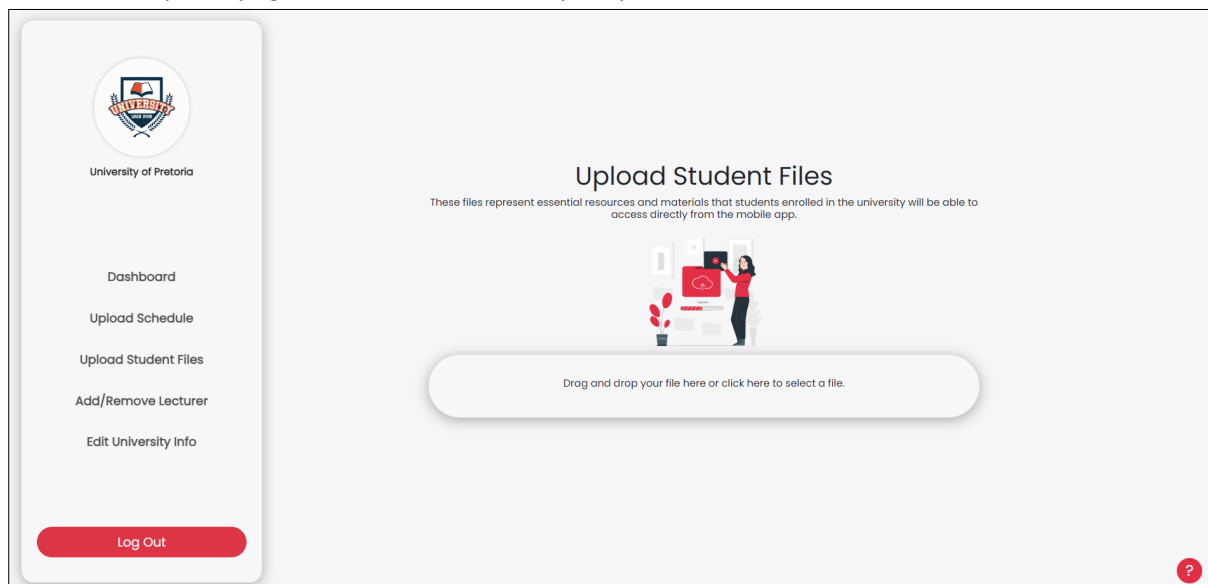 UNIVERSITY
University of Pretoria
Dashboard
Upload Schedule
Upload Student Files
Add/Remove Lecturer
Edit University Info
Log Out
Upload Student Files
These files represent essential resources and materials that students enrolled in the university will be able to
access directly from the mobile app.
Drag and drop your file here or click here to select a file.
?